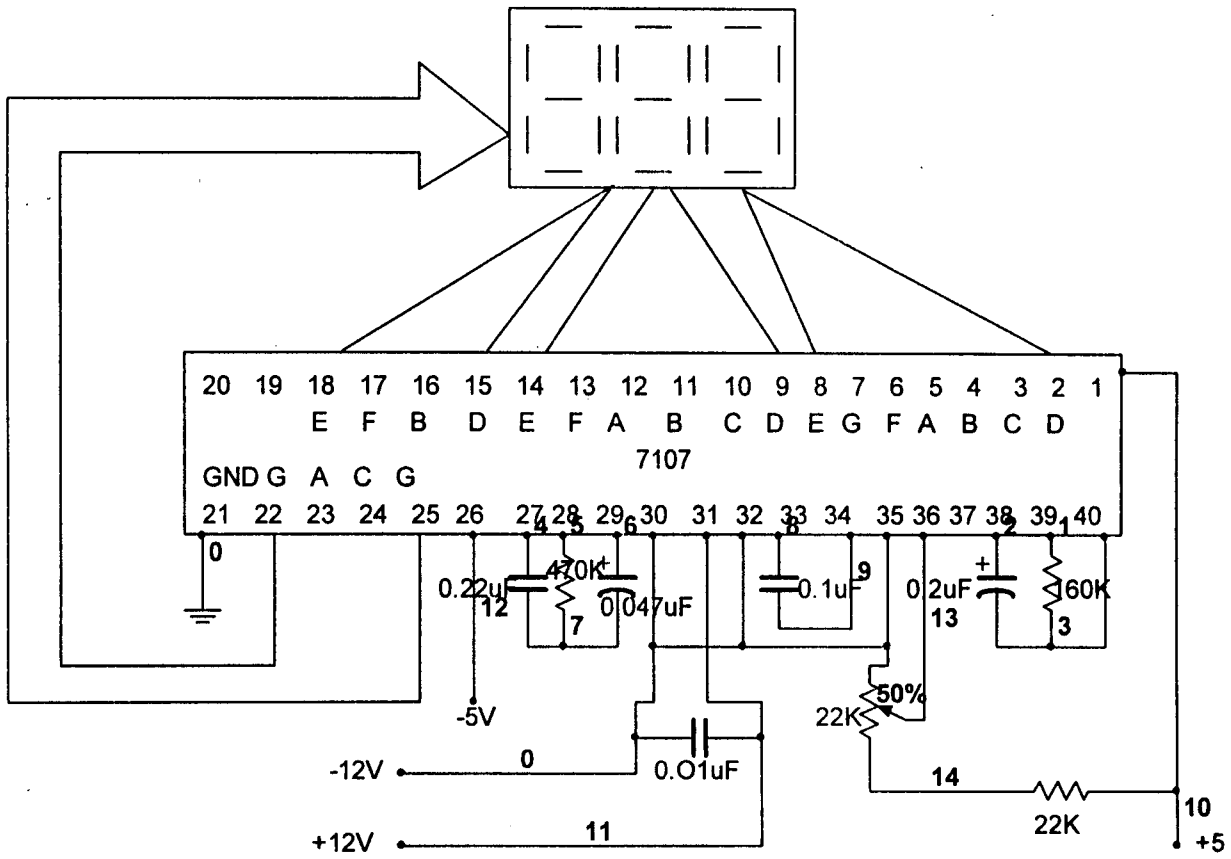 20 19 18 17 16 15 14 13 12 11 10 9 8 7 6 5 4 3 2 1
E F B D E F A B C D E G F A B C D
7107
GND G A C G
21 22 23 24 25 26 27 28 29 30 31 32 33 34 35 36 37 38 39 40
0 4 5 6 8 2 1
+ +
0.22uF 470K 0.047uF 0.1uF 9 0.2uF 160K
12 7 13 3
50%
22K
-5V
-12V 0 0.O1uF 14
10
+12V 11 22K +5